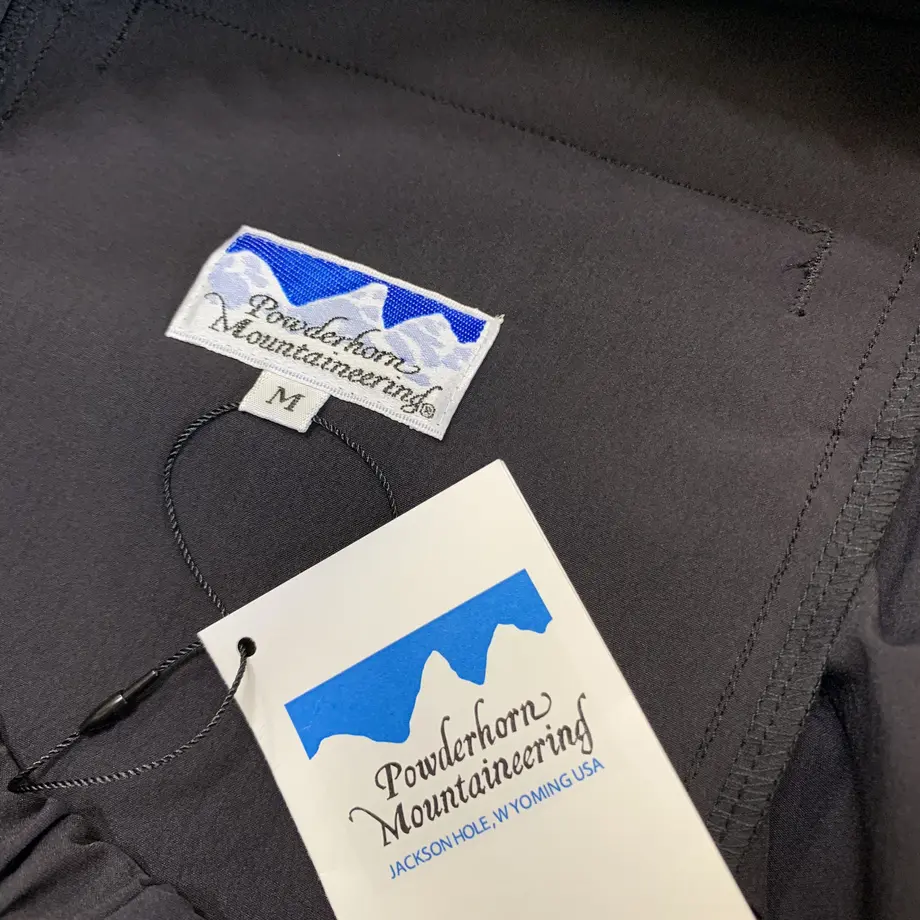 Powderhorn
Mountaineering®
M
Powderhorn
Mountaineering
JACKSON HOLE, WYOMING USA